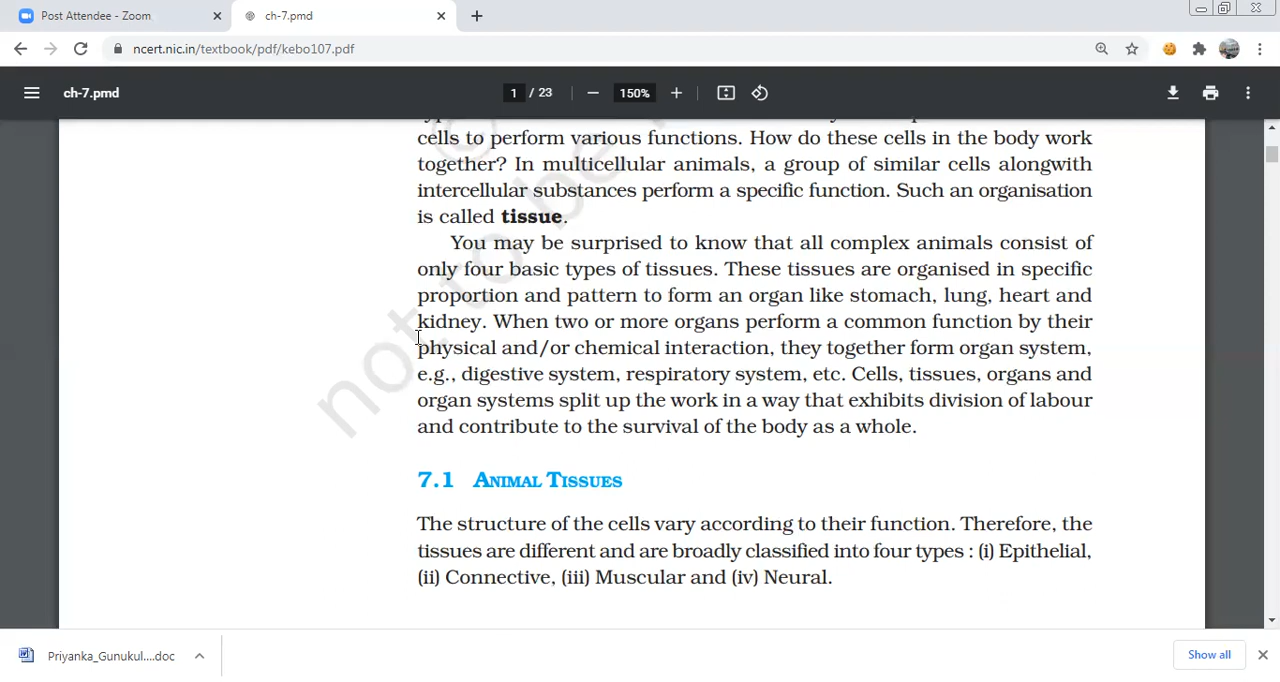 Post Attendee - Zoom
ch-7.pmd
ncert.nic.in/textbook/pdf/kebo107.pdf
ch-7.pmd
1 / 23
150%
cells to perform various functions. How do these cells in the body work
together? In multicellular animals, a group of similar cells alongwith
intercellular substances perform a specific function. Such an organisation
is called tissue.
You may be surprised to know that all complex animals consist of
only four basic types of tissues. These tissues are organised in specific
proportion and pattern to form an organ like stomach, lung, heart and
kidney. When two or more organs perform a common function by their
physical and/or chemical interaction, they together form organ system,
e.g., digestive system, respiratory system, etc. Cells, tissues, organs and
organ systems split up the work in a way that exhibits division of labour
and contribute to the survival of the body as a whole.
7.1 ANIMAL TISSUES
The structure of the cells vary according to their function. Therefore, the
tissues are different and are broadly classified into four types : (i) Epithelial,
(ii) Connective, (iii) Muscular and (iv) Neural.
© not to be
Priyanka_Gunukul....doc
Show all